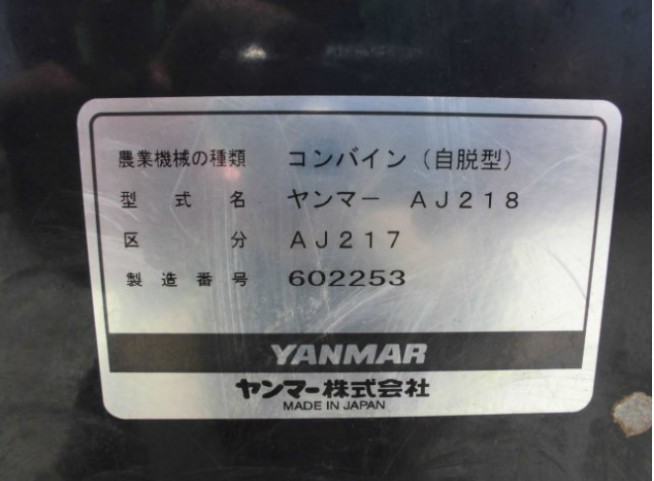 農業機械の種類 コンバイン（自脱型）
型式名 ヤンマー ＡＪ２１８
区分 ＡＪ２１７
製造番号 602253
YANMAR
ヤンマー株式会社
MADE IN JAPAN